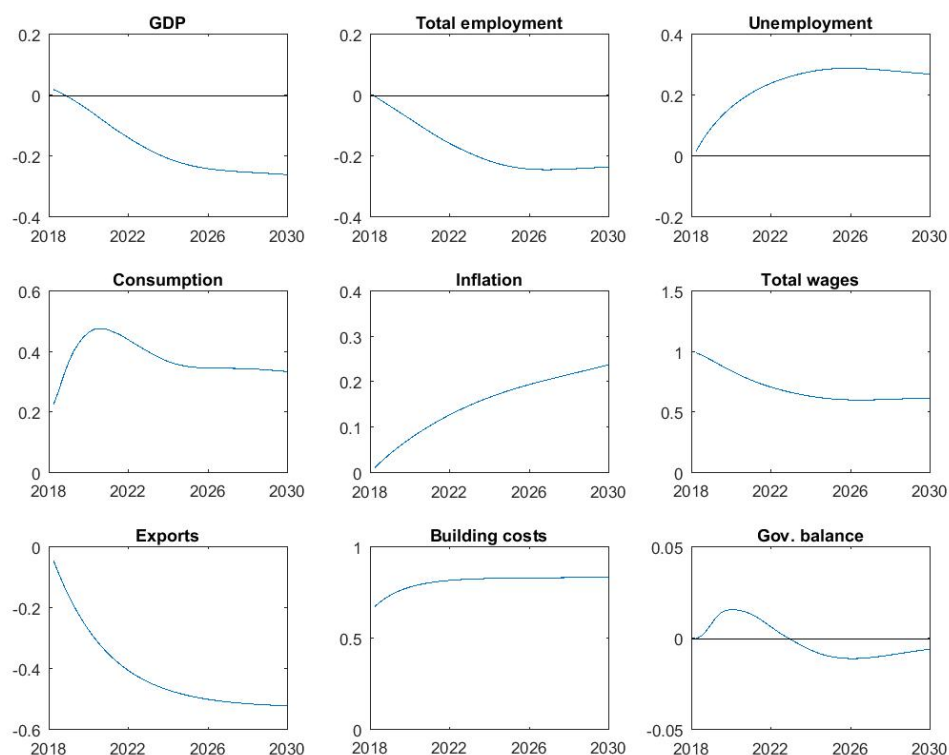 GDP
0.2
0
-0.2
-0.4
2018 2022 2026 2030
Total employment
0.2
0
-0.2
-0.4
2018 2022 2026 2030
Unemployment
0.4
0.2
0
-0.2
2018 2022 2026 2030
Consumption
0.6
0.4
0.2
0
2018 2022 2026 2030
Inflation
0.4
0.3
0.2
0.1
0
2018 2022 2026 2030
Total wages
1.5
1
0.5
0
2018 2022 2026 2030
Exports
0
-0.2
-0.4
-0.6
2018 2022 2026 2030
Building costs
1
0.5
0
2018 2022 2026 2030
Gov. balance
0.05
0
-0.05
2018 2022 2026 2030